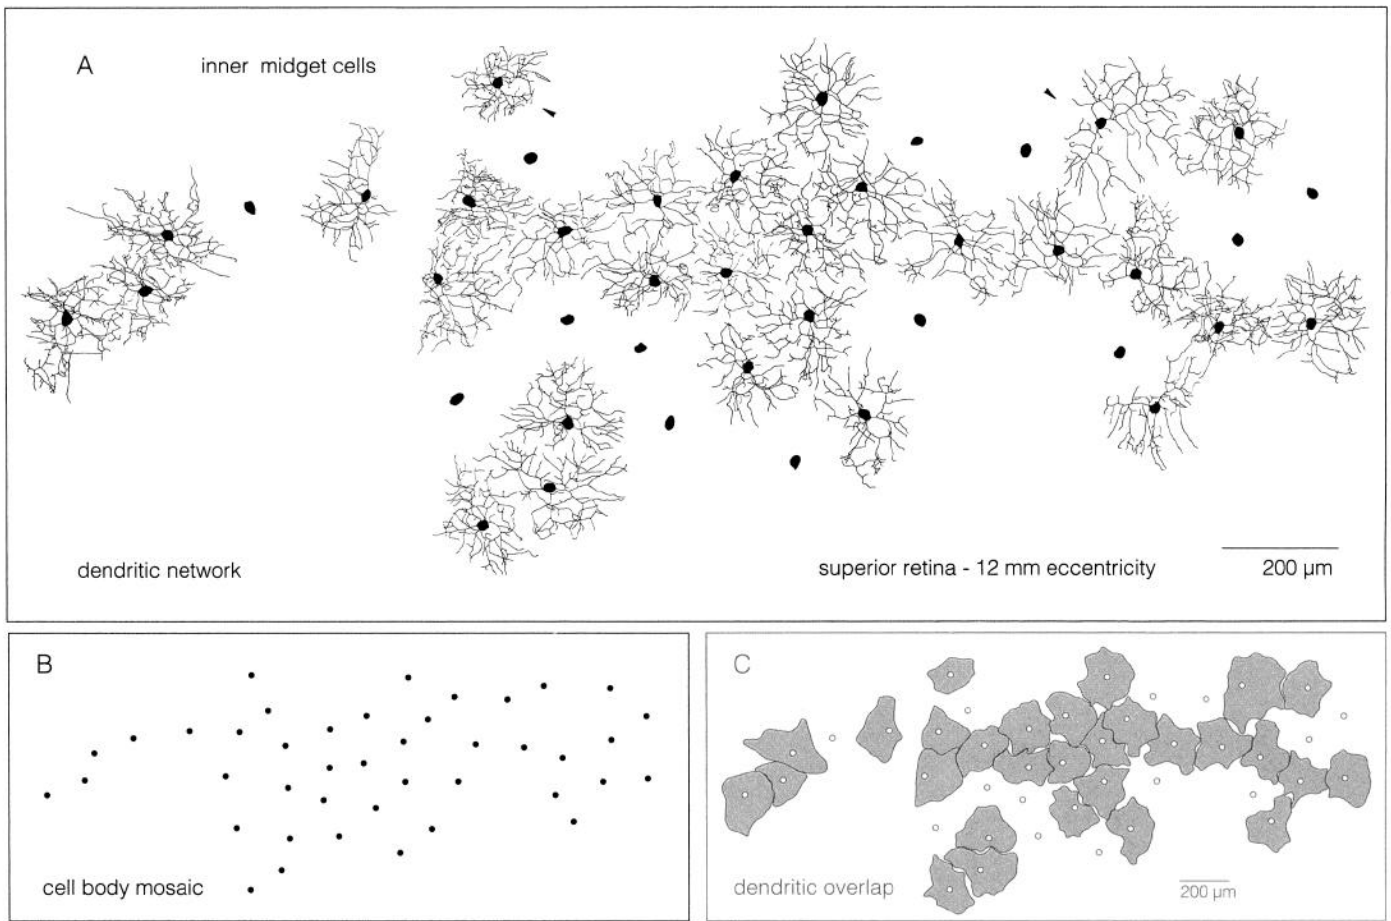 A
inner midget cells
dendritic network
superior retina - 12 mm eccentricity
200 µm
B
cell body mosaic
C
dendritic overlap
200 µm